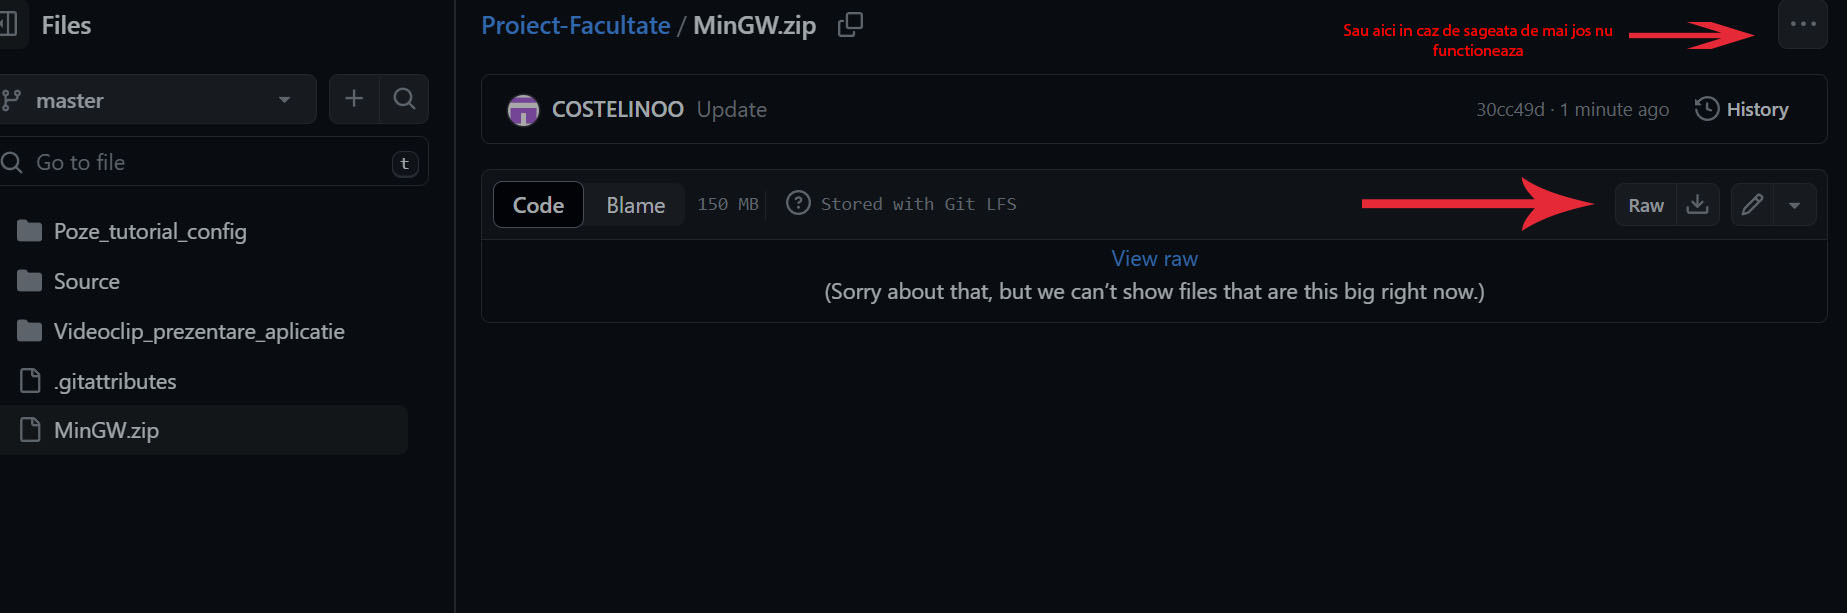 Files
Proiect-Facultate / MinGW.zip
Sau aici in caz de sageata de mai jos nu
functioneaza
master
COSTELINOO Update
30cc49d · 1 minute ago
History
Go to file
t
Code
Blame
150 MB
Stored with Git LFS
Raw
Poze_tutorial_config
View raw
Source
(Sorry about that, but we can’t show files that are this big right now.)
Videoclip_prezentare_aplicatie
.gitattributes
MinGW.zip